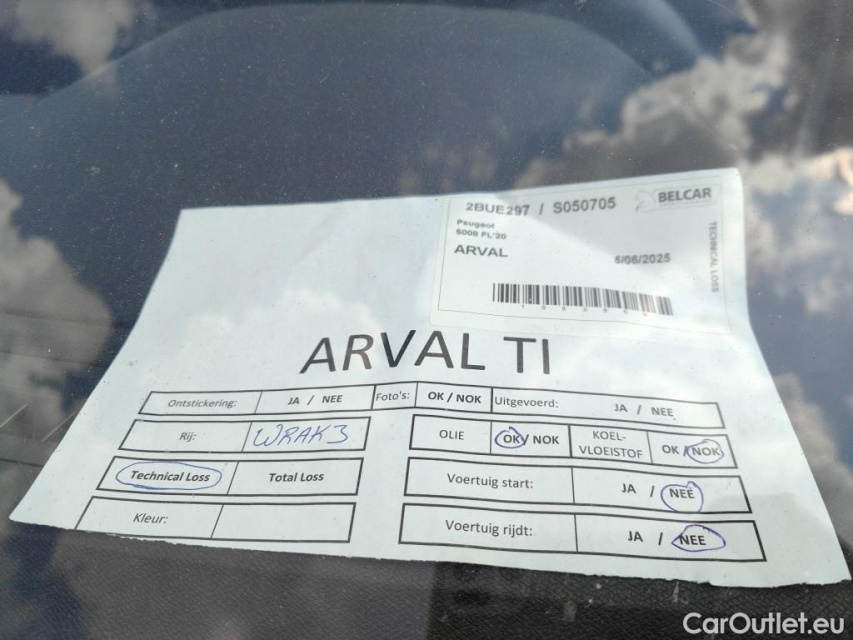 2BUE297 / S050705 BELCAR
Peugeot
5008 FL'20
ARVAL
5/06/2025
TECHNICAL LOSS
ARVAL TI
Ontstickering: JA / NEE Foto's: OK / NOK Uitgevoerd: JA / NEE
Rij: WRAK3 OLIE OK/ NOK KOEL-VLOEISTOF OK /NOK
Technical Loss Total Loss Voertuig start: JA / NEE
Kleur: Voertuig rijdt: JA / NEE
CarOutlet.eu